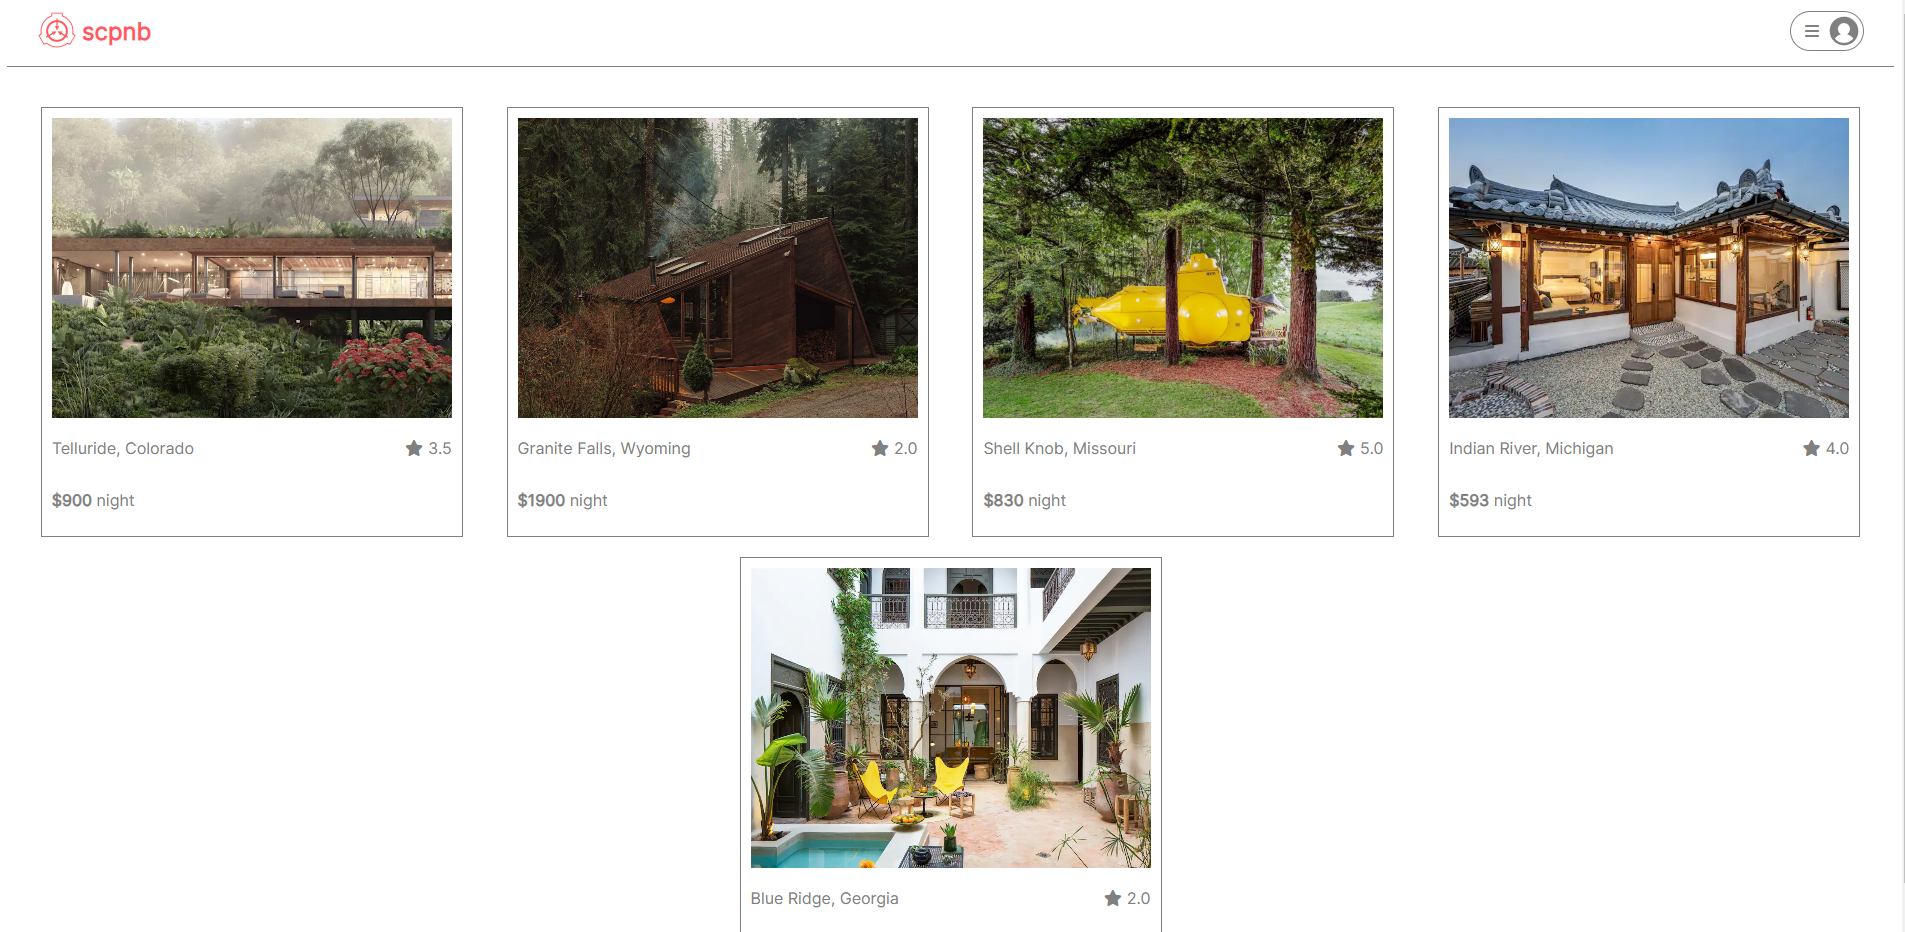 scpnb
Telluride, Colorado 3.5
$900 night
Granite Falls, Wyoming 2.0
$1900 night
Shell Knob, Missouri 5.0
$830 night
Indian River, Michigan 4.0
$593 night
Blue Ridge, Georgia 2.0